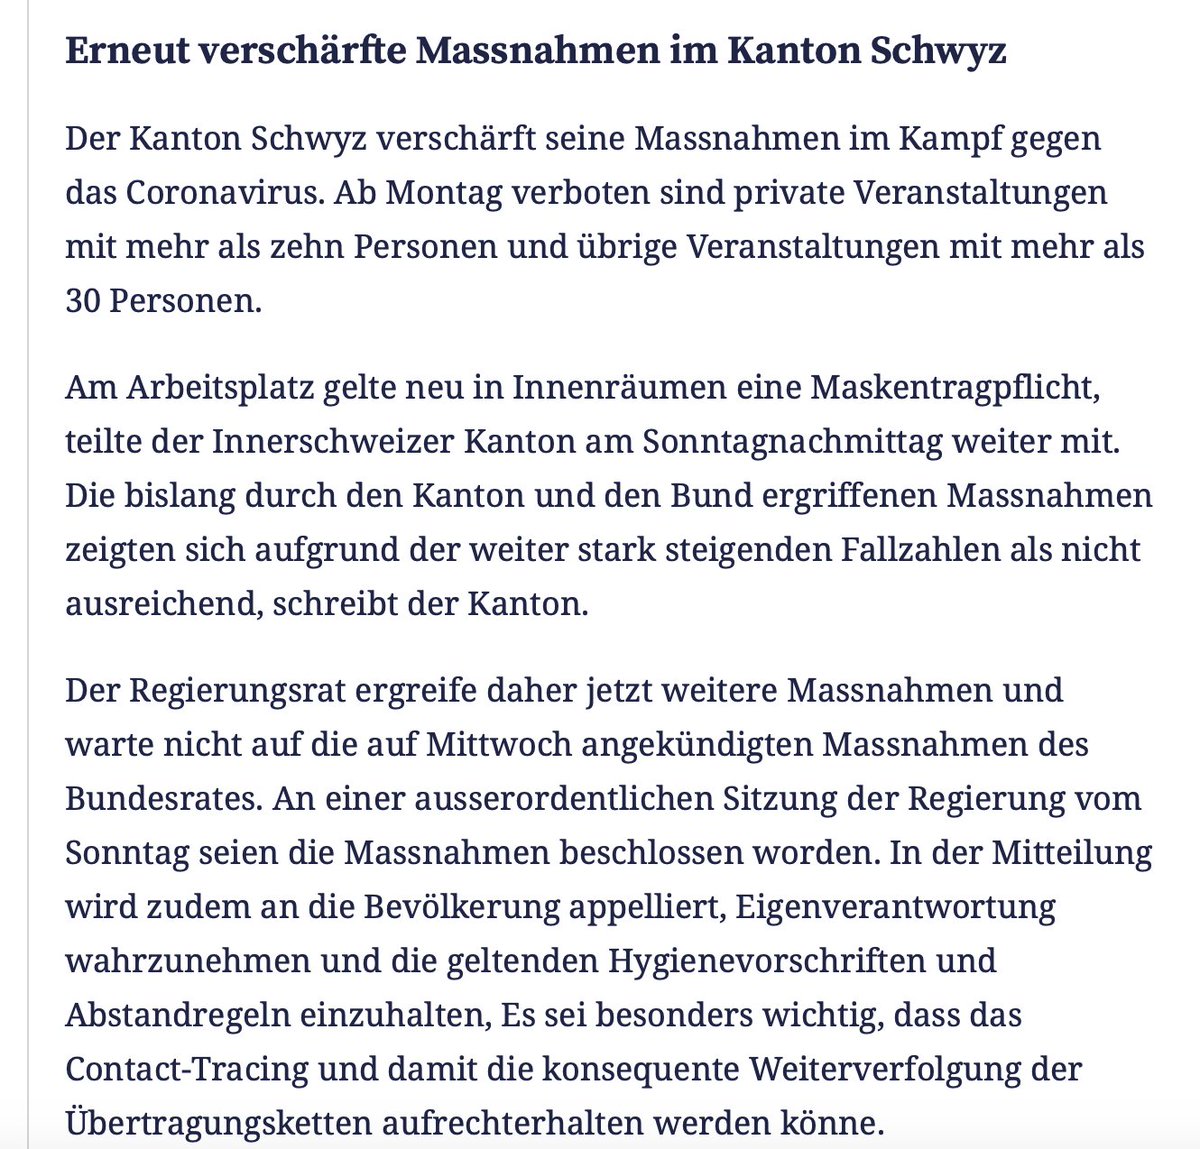 Erneut verschärfte Massnahmen im Kanton Schwyz
Der Kanton Schwyz verschärft seine Massnahmen im Kampf gegen
das Coronavirus. Ab Montag verboten sind private Veranstaltungen
mit mehr als zehn Personen und übrige Veranstaltungen mit mehr als
30 Personen.
Am Arbeitsplatz gelte neu in Innenräumen eine Maskentragpflicht,
teilte der Innerschweizer Kanton am Sonntagnachmittag weiter mit.
Die bislang durch den Kanton und den Bund ergriffenen Massnahmen
zeigten sich aufgrund der weiter stark steigenden Fallzahlen als nicht
ausreichend, schreibt der Kanton.
Der Regierungsrat ergreife daher jetzt weitere Massnahmen und
warte nicht auf die auf Mittwoch angekündigten Massnahmen des
Bundesrates. An einer ausserordentlichen Sitzung der Regierung vom
Sonntag seien die Massnahmen beschlossen worden. In der Mitteilung
wird zudem an die Bevölkerung appelliert, Eigenverantwortung
wahrzunehmen und die geltenden Hygienevorschriften und
Abstandregeln einzuhalten, Es sei besonders wichtig, dass das
Contact-Tracing und damit die konsequente Weiterverfolgung der
Übertragungsketten aufrechterhalten werden könne.